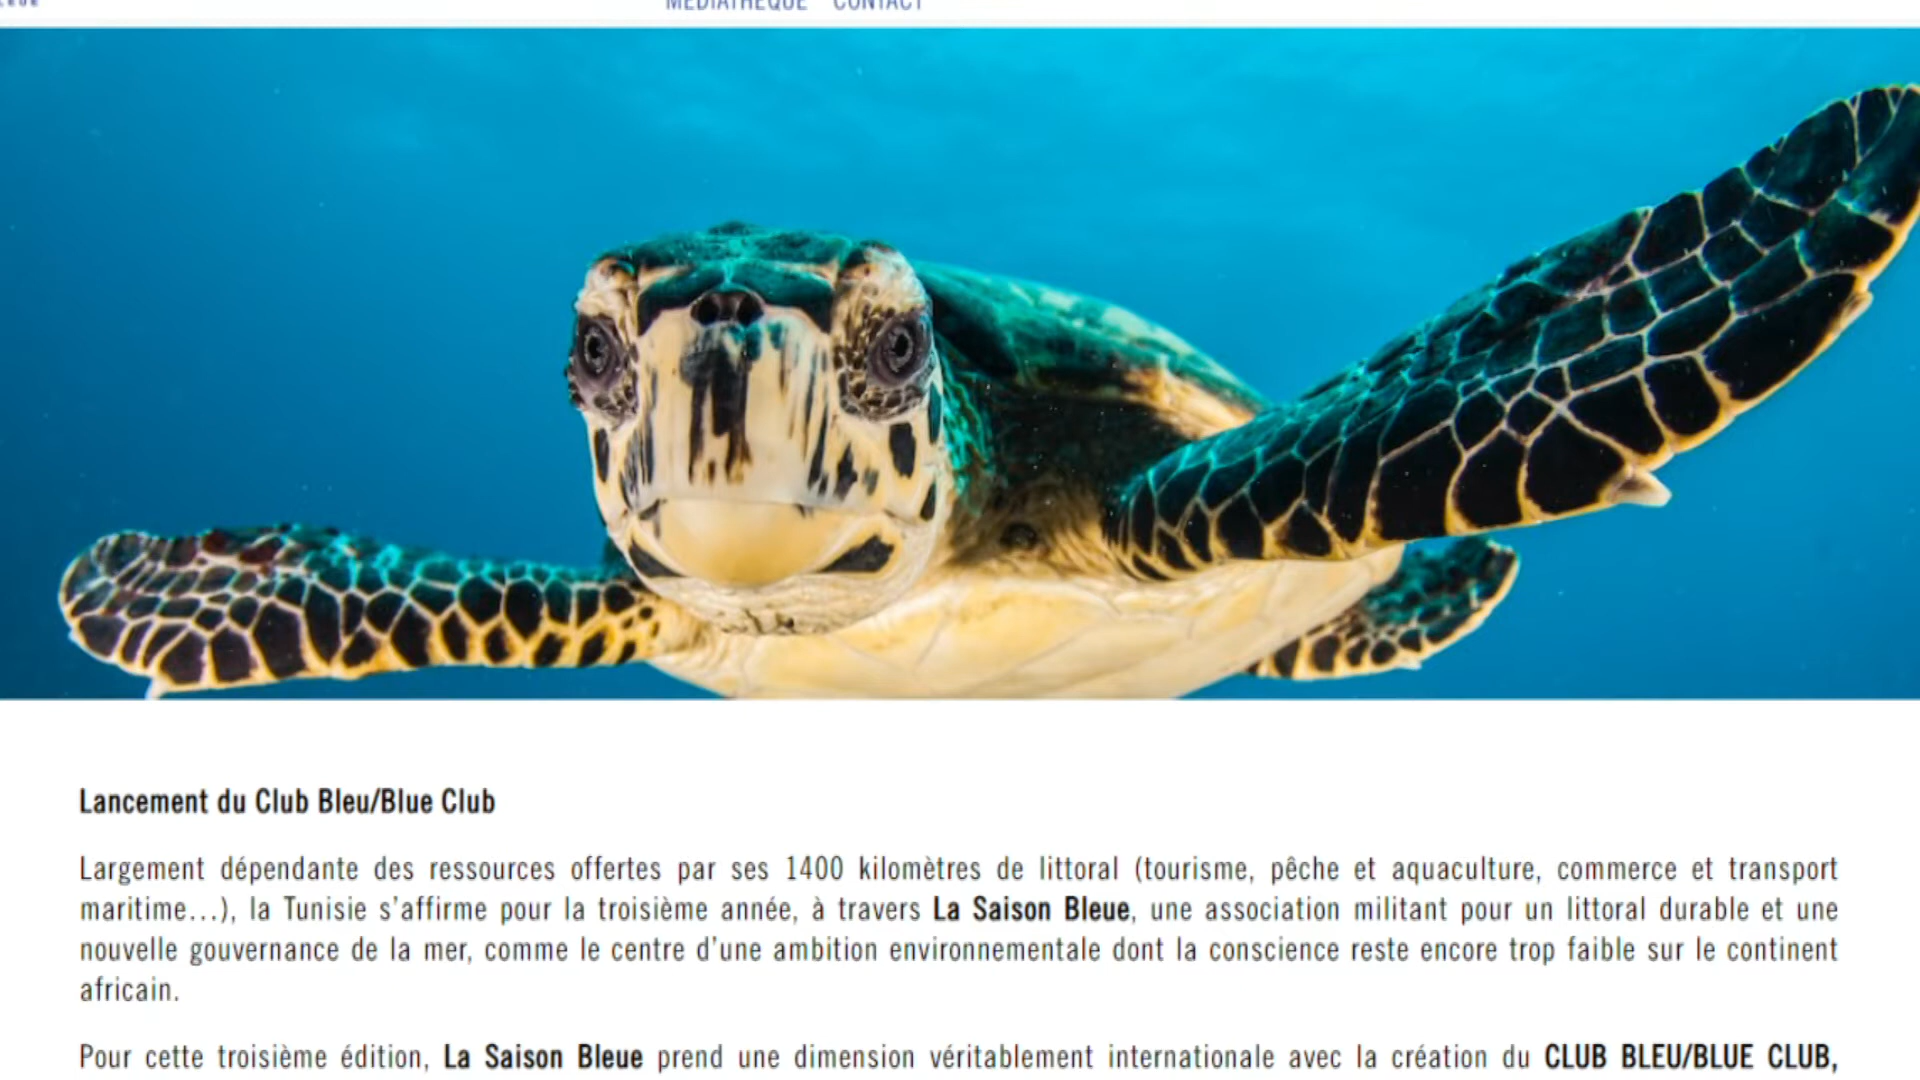 MÉDIATHÈQUE CONTACT
Lancement du Club Bleu/Blue Club
Largement dépendante des ressources offertes par ses 1400 kilomètres de littoral (tourisme, pêche et aquaculture, commerce et transport
maritime...), la Tunisie s'affirme pour la troisième année, à travers La Saison Bleue, une association militant pour un littoral durable et une
nouvelle gouvernance de la mer, comme le centre d'une ambition environnementale dont la conscience reste encore trop faible sur le continent
africain.
Pour cette troisième édition, La Saison Bleue prend une dimension véritablement internationale avec la création du CLUB BLEU/BLUE CLUB,